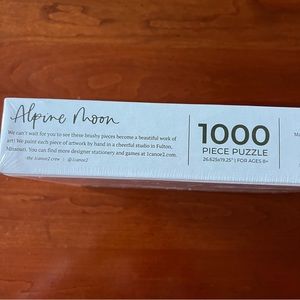 Alpine Moon
We can't wait for you to see these brushy pieces become a beautiful work of
art! We paint each piece of artwork by hand in a cheerful studio in Fulton,
Missouri. You can find more designer stationery and games at 1canoe2.com.
the 1canoe2 crew | @1canoe2
1000
PIECE PUZZLE
26.625x19.25" | FOR AGES 8+